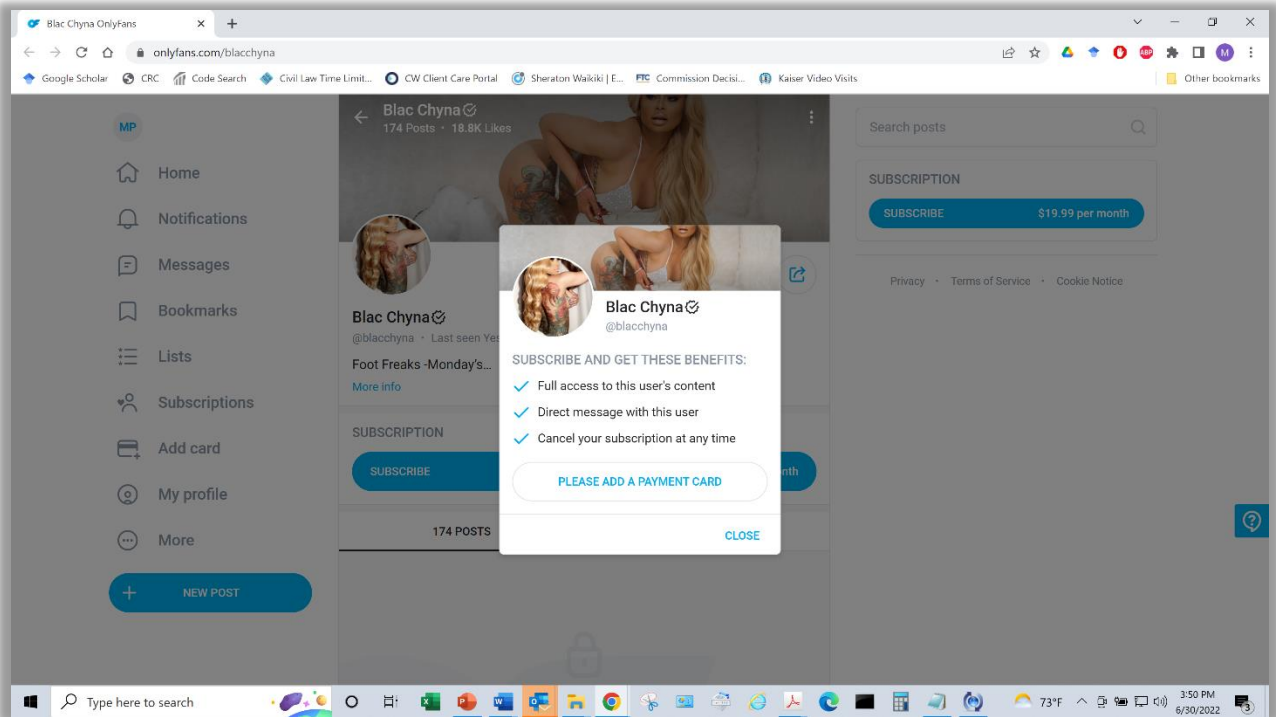 Blac Chyna OnlyFans
onlyfans.com/blacchyna
Google Scholar CRC Code Search Civil Law Time Limit... CW Client Care Portal Sheraton Waikiki | E... FTC Commission Decisi... Kaiser Video Visits Other bookmarks
MP
Home
Notifications
Messages
Bookmarks
Lists
Subscriptions
Add card
My profile
More
NEW POST
Blac Chyna
174 Posts • 18.8K Likes
Blac Chyna
@blacchyna • Last seen Yes
Foot Freaks -Monday's...
More info
SUBSCRIPTION
SUBSCRIBE nth
174 POSTS
Blac Chyna
@blacchyna
SUBSCRIBE AND GET THESE BENEFITS:
Full access to this user's content
Direct message with this user
Cancel your subscription at any time
PLEASE ADD A PAYMENT CARD
CLOSE
Search posts
SUBSCRIPTION
SUBSCRIBE $19.99 per month
Privacy • Terms of Service • Cookie Notice
Type here to search
73°F
3:50 PM
6/30/2022